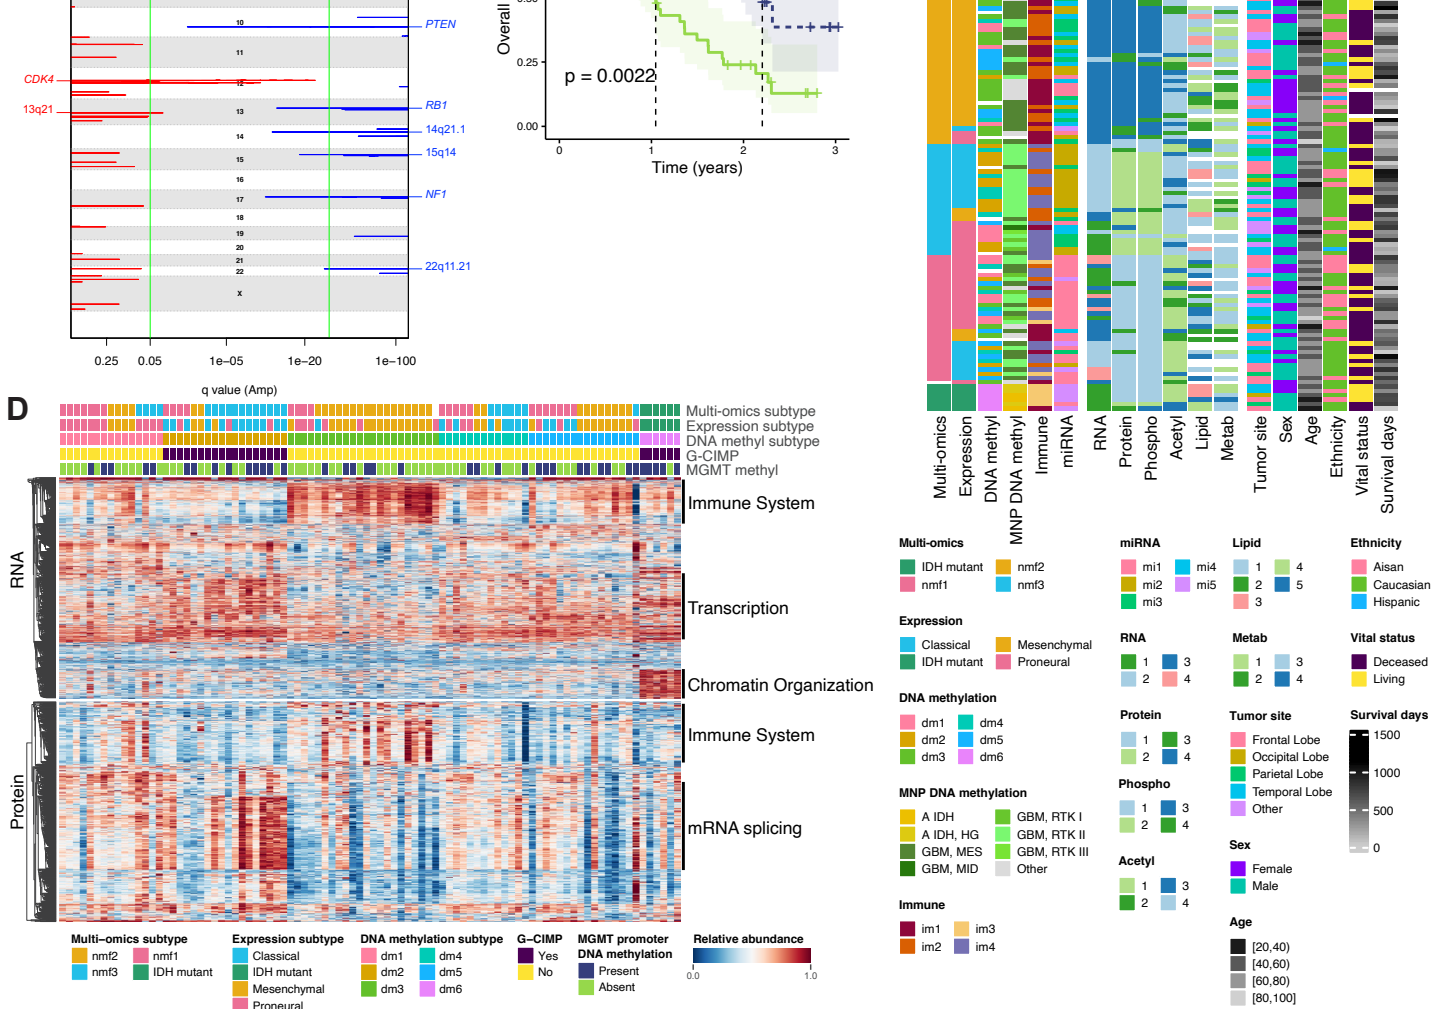 10
PTEN
11
CDK4
12
13q21
13
RB1
14
14q21.1
15
15q14
16
17
NF1
18
19
20
21
22
22q11.21
X
0.25
0.05
1e−05
1e−20
1e−100
q value (Amp)
Overall
0.25
0.00
p = 0.0022
0
1
2
3
Time (years)
D
Multi-omics subtype
Expression subtype
DNA methyl subtype
G-CIMP
MGMT methyl
RNA
Immune System
Transcription
Chromatin Organization
Protein
Immune System
mRNA splicing
Multi−omics subtype
nmf2
nmf1
nmf3
IDH mutant
Expression subtype
Classical
IDH mutant
Mesenchymal
Proneural
DNA methylation subtype
dm1
dm4
dm2
dm5
dm3
dm6
G−CIMP
Yes
No
MGMT promoter
DNA methylation
Present
Absent
Relative abundance
0.0
1.0
Multi-omics
Expression
DNA methyl
MNP DNA methyl
Immune
miRNA
RNA
Protein
Phospho
Acetyl
Lipid
Metab
Tumor site
Sex
Age
Ethnicity
Vital status
Survival days
Multi-omics
IDH mutant
nmf2
nmf1
nmf3
Expression
Classical
Mesenchymal
IDH mutant
Proneural
DNA methylation
dm1
dm4
dm2
dm5
dm3
dm6
MNP DNA methylation
A IDH
GBM, RTK I
A IDH, HG
GBM, RTK II
GBM, MES
GBM, RTK III
GBM, MID
Other
Immune
im1
im3
im2
im4
miRNA
mi1
mi4
mi2
mi5
mi3
RNA
1
3
2
4
Protein
1
3
2
4
Phospho
1
3
2
4
Acetyl
1
3
2
4
Lipid
1
4
2
5
3
Metab
1
3
2
4
Tumor site
Frontal Lobe
Occipital Lobe
Parietal Lobe
Temporal Lobe
Other
Sex
Female
Male
Age
[20,40)
[40,60)
[60,80)
[80,100]
Ethnicity
Aisan
Caucasian
Hispanic
Vital status
Deceased
Living
Survival days
1500
1000
500
0